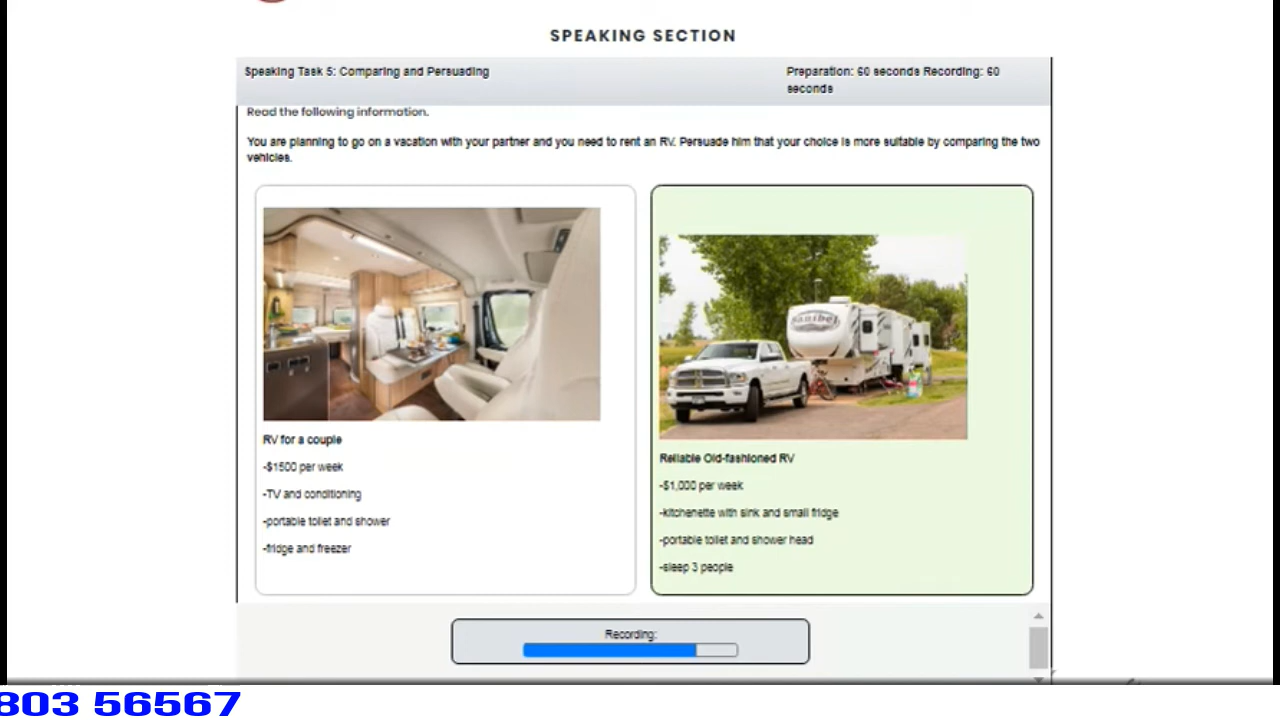 SPEAKING SECTION
Speaking Task 5: Comparing and Persuading
Preparation: 60 seconds Recording: 60
seconds
Read the following information.
You are planning to go on a vacation with your partner and you need to rent an RV. Persuade him that your choice is more suitable by comparing the two
vehicles.
RV for a couple
-$1500 per week
-TV and conditioning
-portable toilet and shower
-fridge and freezer
Sanibel
Reliable Old-fashioned RV
-$1,000 per week
-kitchenette with sink and small fridge
-portable toilet and shower head
-sleep 3 people
Recording:
803 56567